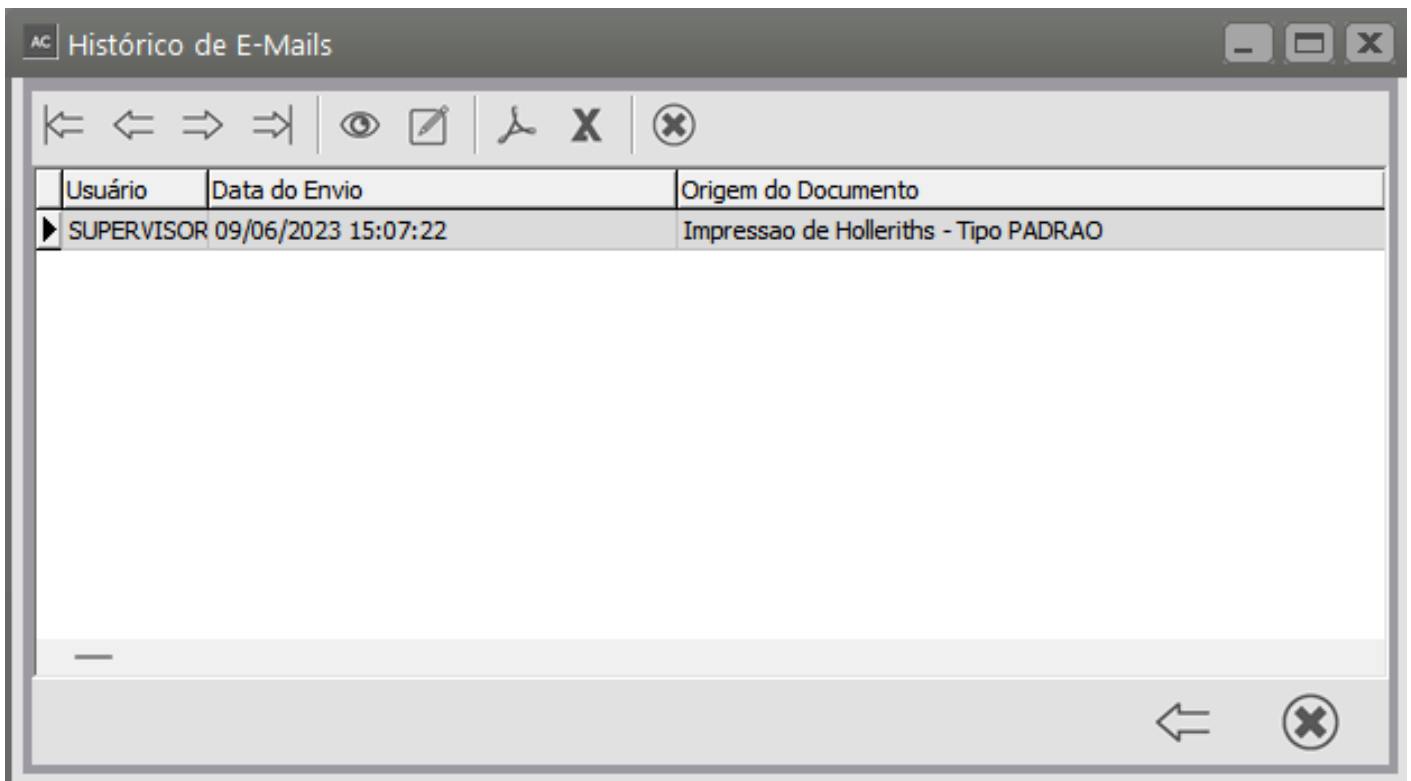 AC Histórico de E-Mails
Usuário Data do Envio Origem do Documento
SUPERVISOR 09/06/2023 15:07:22 Impressao de Holleriths - Tipo PADRAO